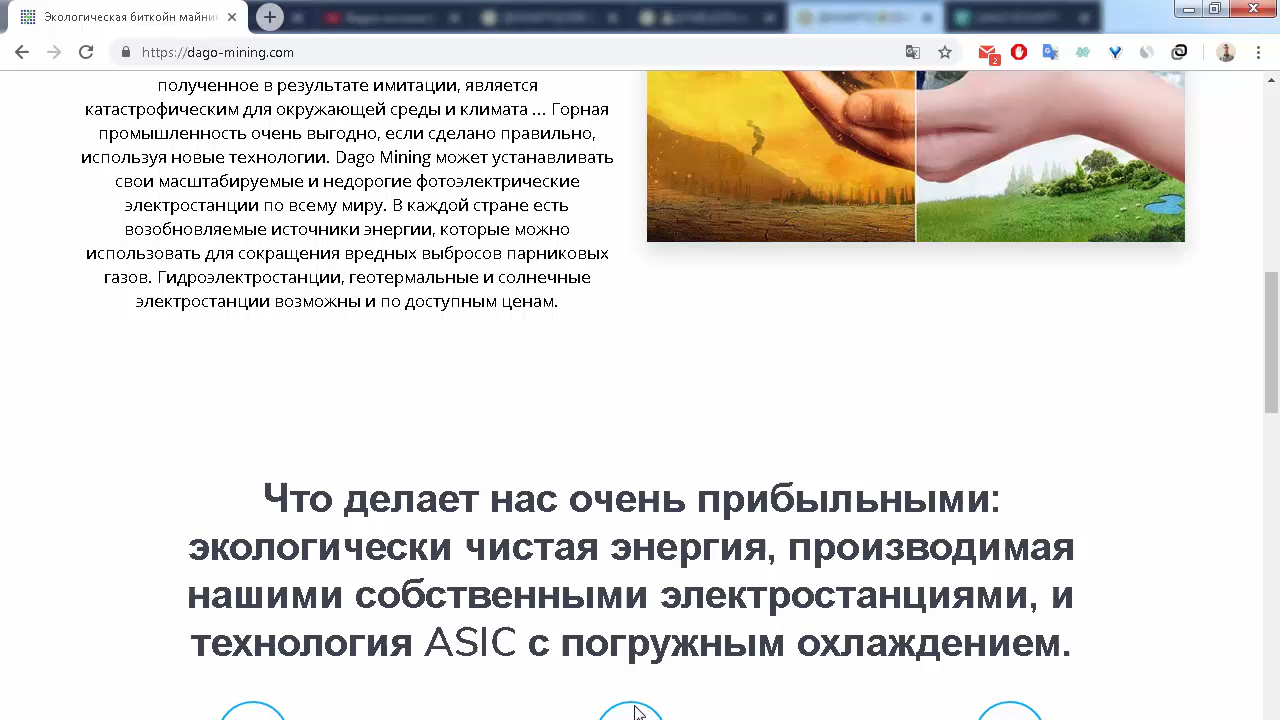 Экологическая биткойн майни
https://dago-mining.com
2
полученное в результате имитации, является
катастрофическим для окружающей среды и климата ... Горная
промышленность очень выгодно, если сделано правильно,
используя новые технологии. Dago Mining может устанавливать
свои масштабируемые и недорогие фотоэлектрические
электростанции по всему миру. В каждой стране есть
возобновляемые источники энергии, которые можно
использовать для сокращения вредных выбросов парниковых
газов. Гидроэлектростанции, геотермальные и солнечные
электростанции возможны и по доступным ценам.
Что делает нас очень прибыльными:
экологически чистая энергия, производимая
нашими собственными электростанциями, и
технология ASIC с погружным охлаждением.